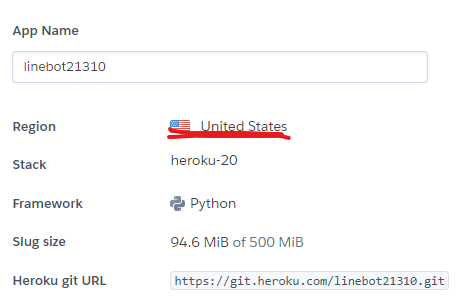 App Name
linebot21310
Region United States
Stack heroku-20
Framework Python
Slug size 94.6 MiB of 500 MiB
Heroku git URL https://git.heroku.com/linebot21310.git